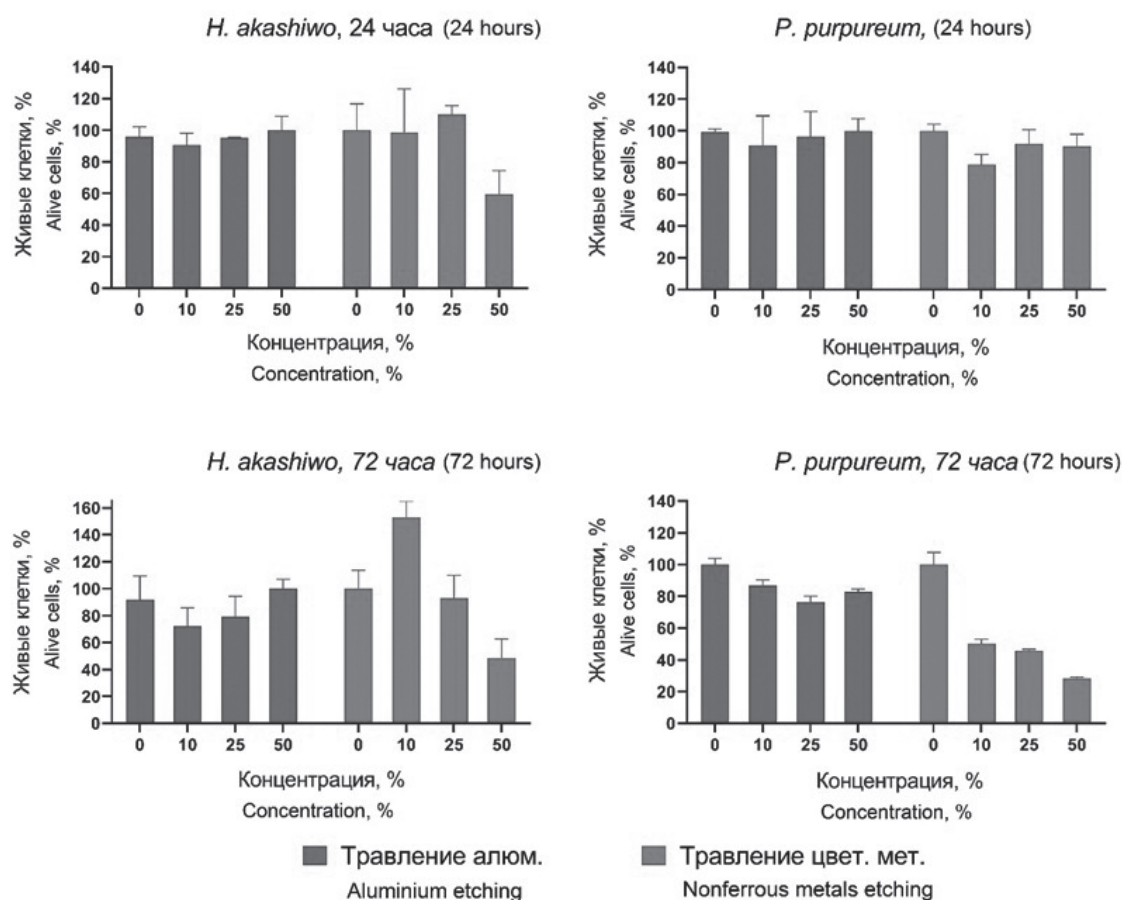 H. akashiwo, 24 часа (24 hours)
Живые клетки, %
Alive cells, %
140
120
100
80
60
40
20
0
0 10 25 50 0 10 25 50
Концентрация, %
Concentration, %
P. purpureum, (24 hours)
Живые клетки, %
Alive cells, %
140
120
100
80
60
40
20
0
0 10 25 50 0 10 25 50
Концентрация, %
Concentration, %
H. akashiwo, 72 часа (72 hours)
Живые клетки, %
Alive cells, %
160
140
120
100
80
60
40
20
0
0 10 25 50 0 10 25 50
Концентрация, %
Concentration, %
P. purpureum, 72 часа (72 hours)
Живые клетки, %
Alive cells, %
140
120
100
80
60
40
20
0
0 10 25 50 0 10 25 50
Концентрация, %
Concentration, %
Травление алюм.
Aluminium etching
Травление цвет. мет.
Nonferrous metals etching